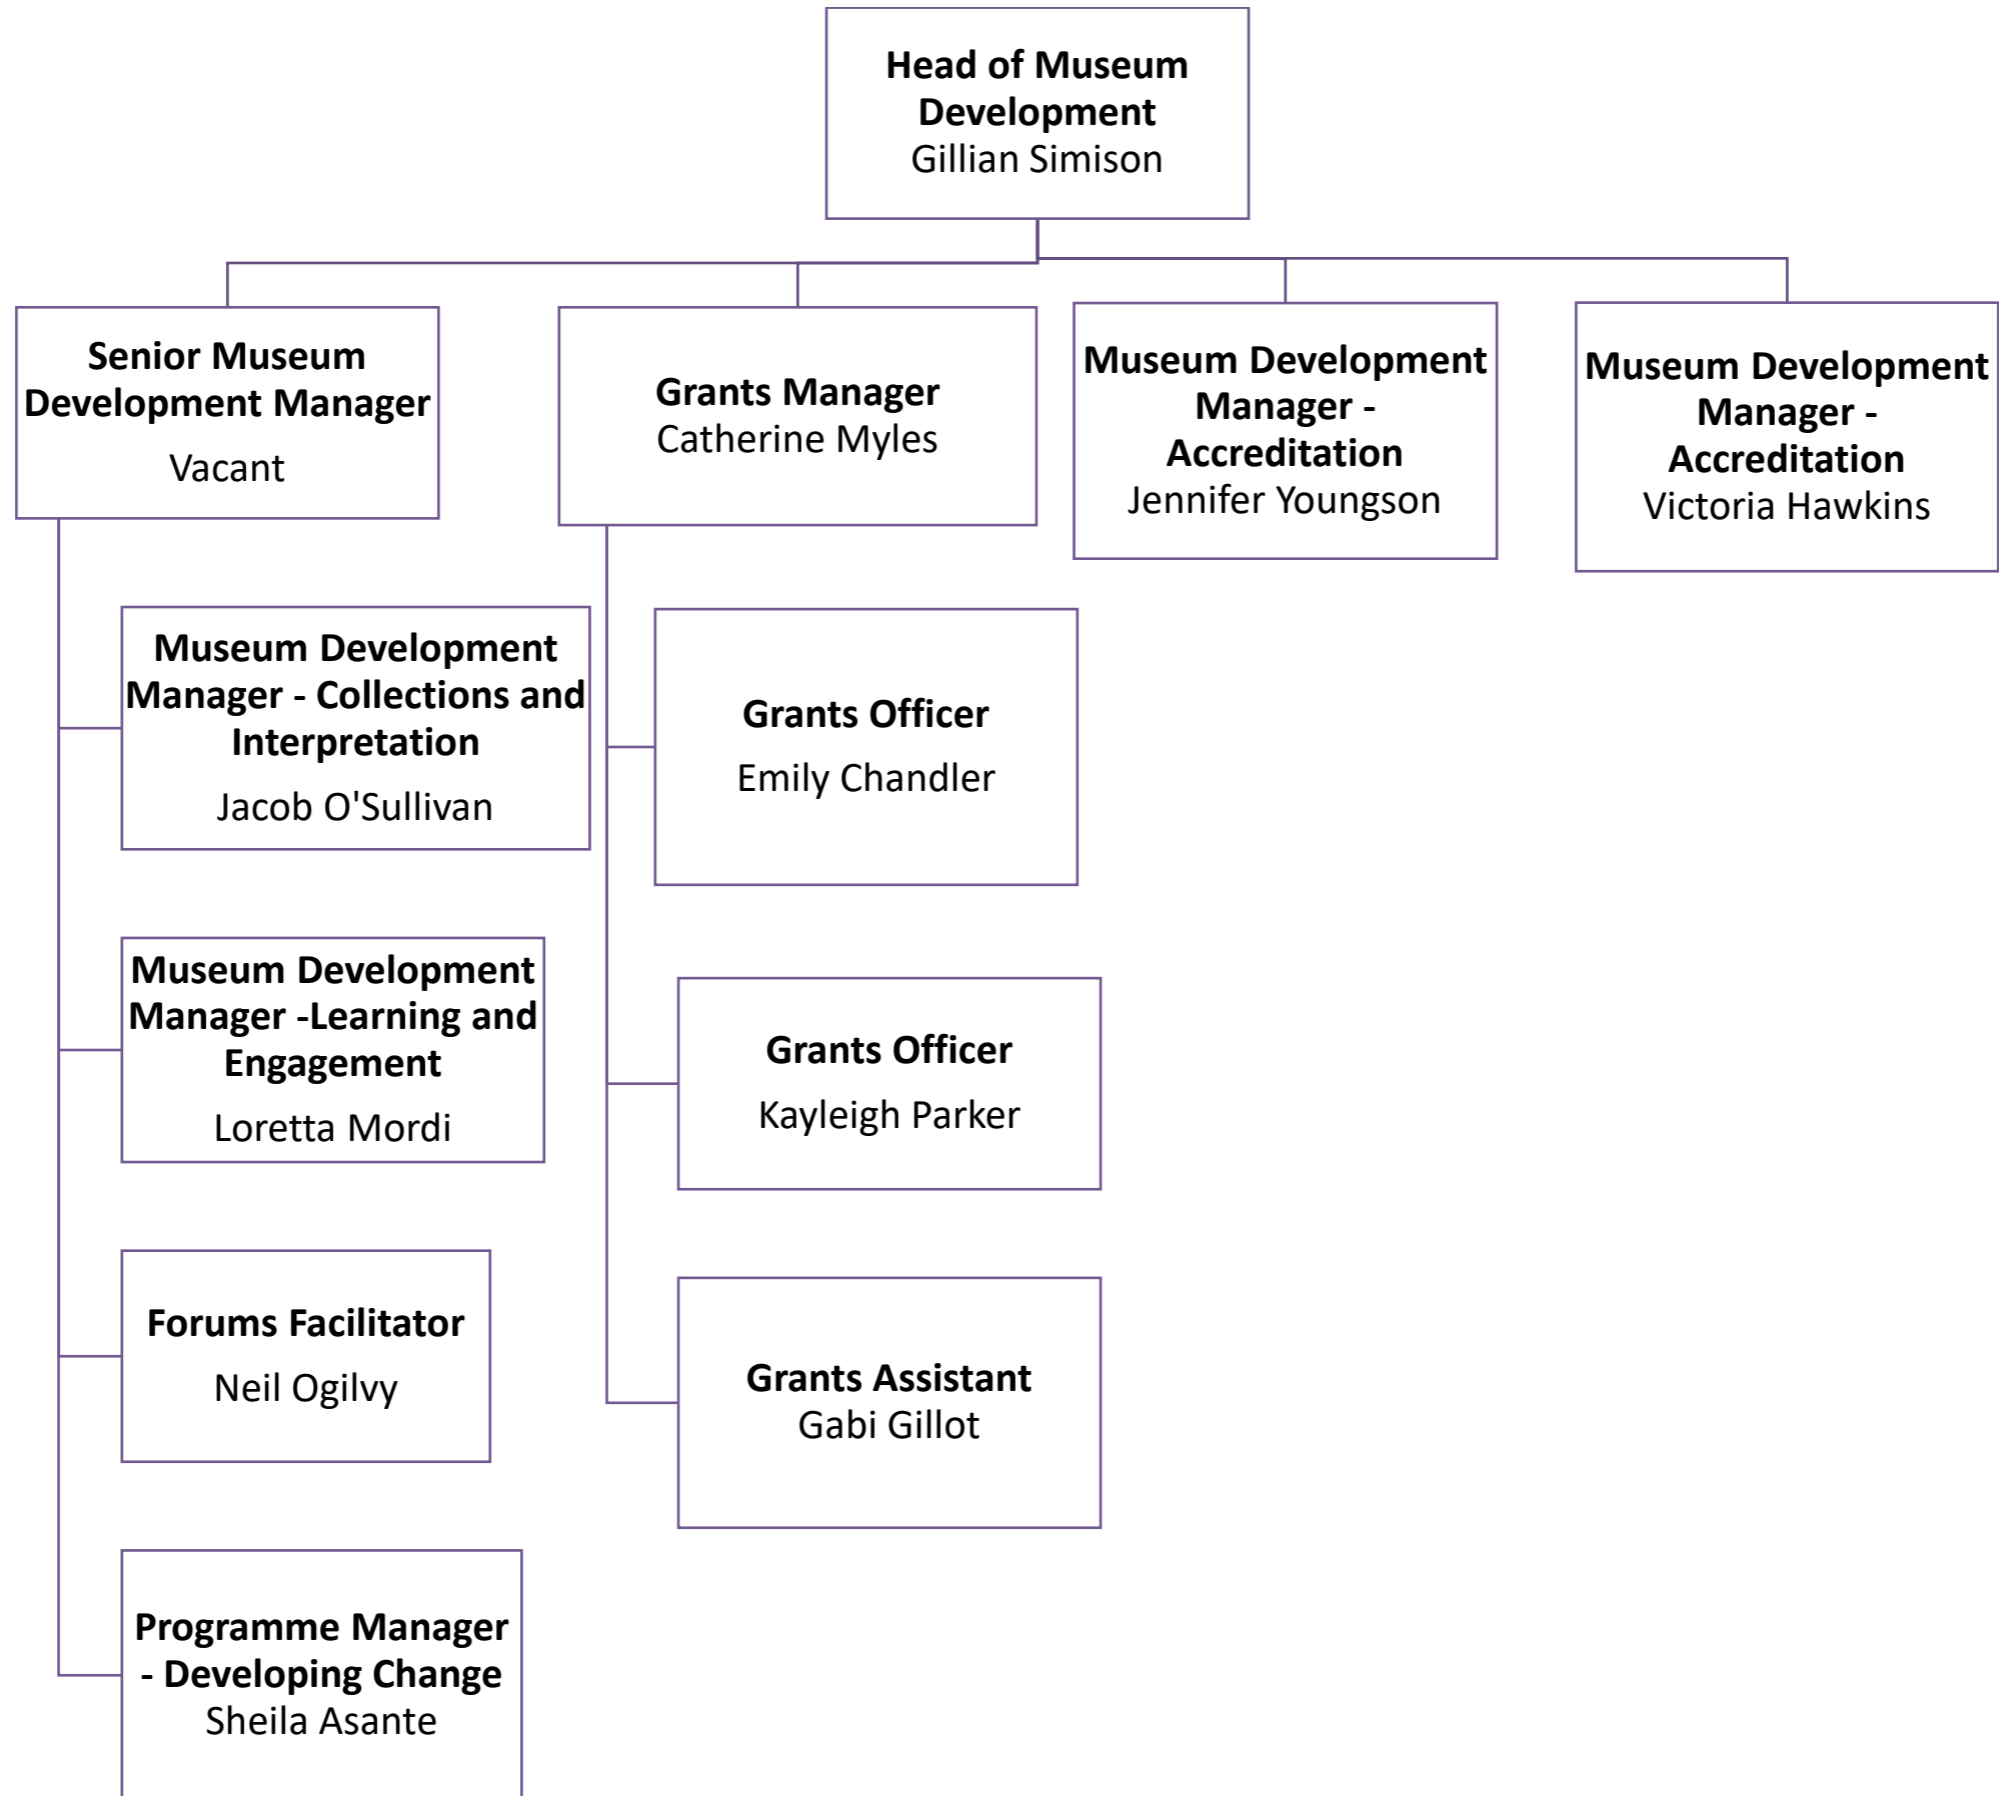 Head of Museum
Development
Gillian Simison
Senior Museum
Development Manager
Vacant
Grants Manager
Catherine Myles
Museum Development
Manager -
Accreditation
Jennifer Youngson
Museum Development
Manager -
Accreditation
Victoria Hawkins
Museum Development
Manager - Collections and
Interpretation
Jacob O'Sullivan
Museum Development
Manager -Learning and
Engagement
Loretta Mordi
Forums Facilitator
Neil Ogilvy
Programme Manager
- Developing Change
Sheila Asante
Grants Officer
Emily Chandler
Grants Officer
Kayleigh Parker
Grants Assistant
Gabi Gillot